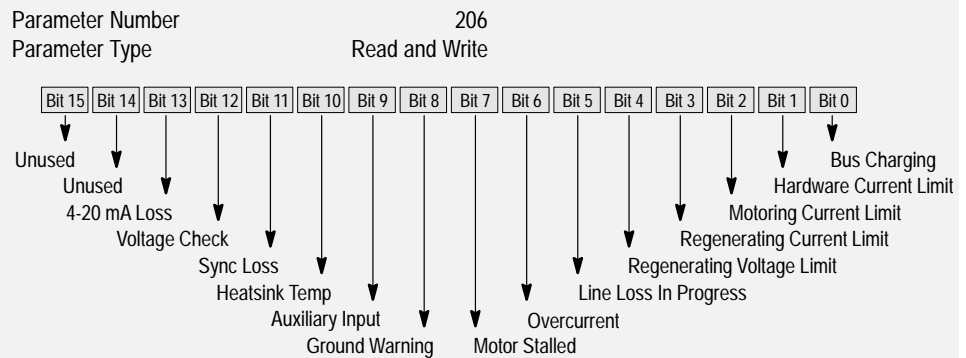 Parameter Number 206
Parameter Type Read and Write
Bit 15 Bit 14 Bit 13 Bit 12 Bit 11 Bit 10 Bit 9 Bit 8 Bit 7 Bit 6 Bit 5 Bit 4 Bit 3 Bit 2 Bit 1 Bit 0
Unused Bus Charging
Unused Hardware Current Limit
4-20 mA Loss Motoring Current Limit
Voltage Check Regenerating Current Limit
Sync Loss Regenerating Voltage Limit
Heatsink Temp Line Loss In Progress
Auxiliary Input Overcurrent
Ground Warning Motor Stalled